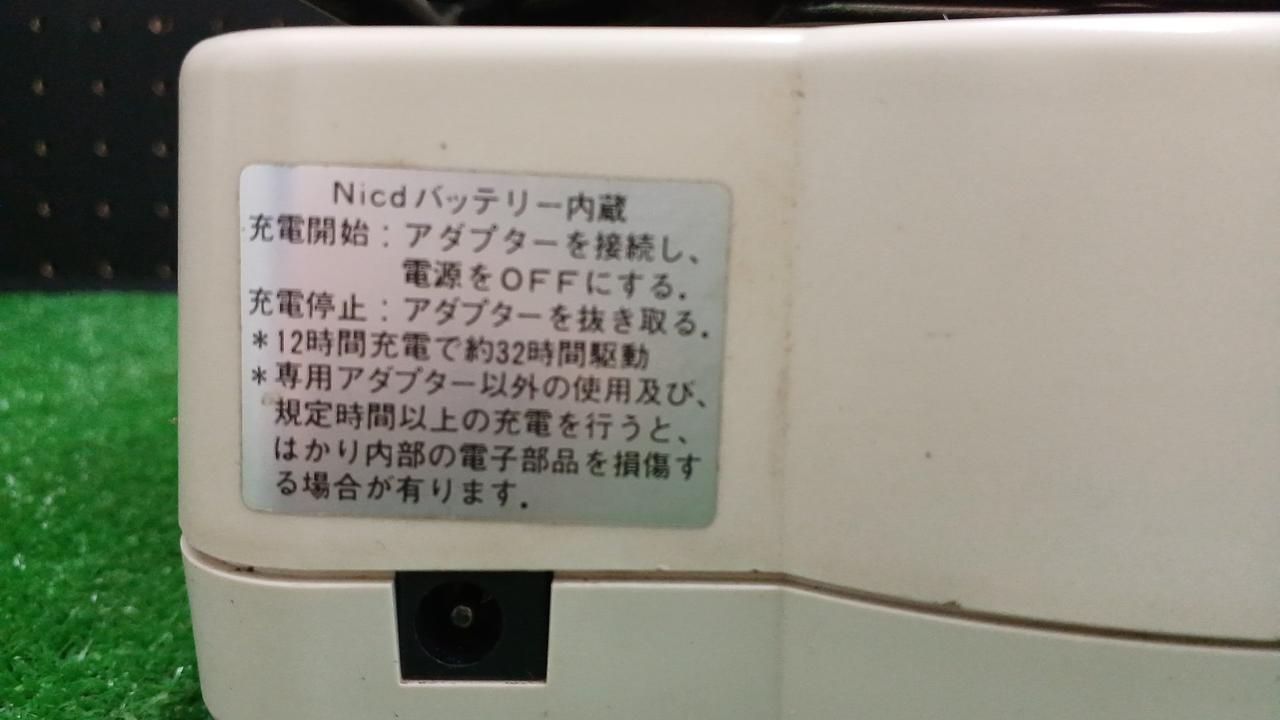 Nicdバッテリー内蔵
充電開始：アダプターを接続し、
電源をOFFにする．
充電停止：アダプターを抜き取る．
＊12時間充電で約32時間駆動
＊専用アダプター以外の使用及び、
規定時間以上の充電を行うと、
はかり内部の電子部品を損傷す
る場合が有ります．